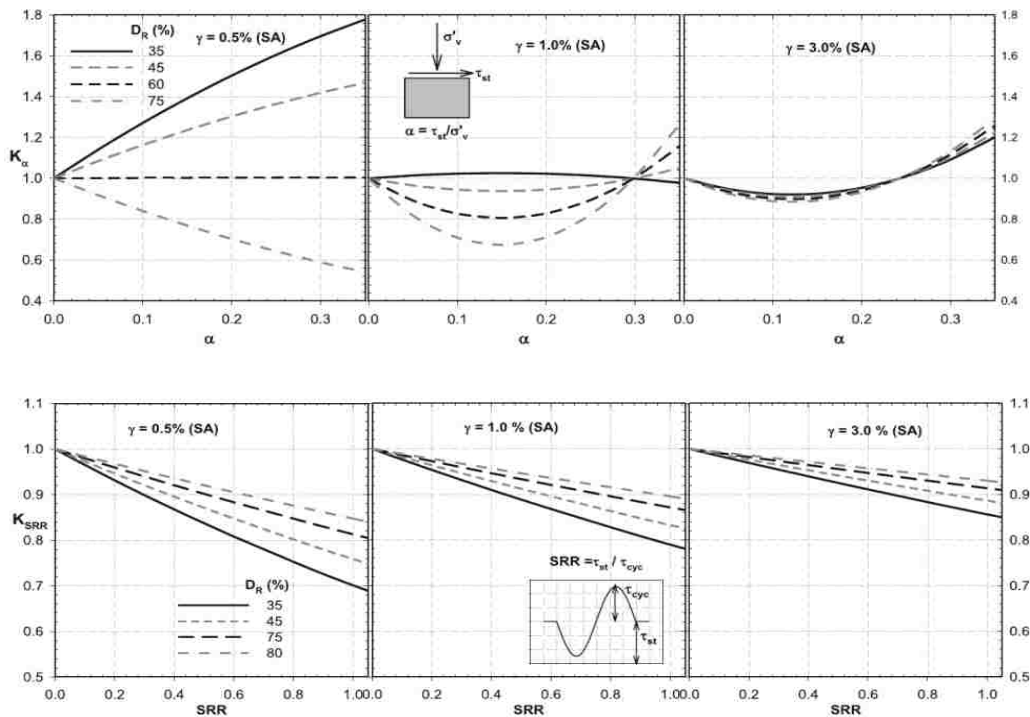 1.8 1.6 1.4 1.2 1.0 0.8 0.6 0.4
Kα
D_R (%)
35
45
60
75
γ = 0.5% (SA)
0.0 0.1 0.2 0.3
α
γ = 1.0% (SA)
σ'v
τst
α = τst/σ'v
0.0 0.1 0.2 0.3
α
γ = 3.0% (SA)
1.8 1.6 1.4 1.2 1.0 0.8 0.6 0.4
0.0 0.1 0.2 0.3
α
1.1 1.0 0.9 0.8 0.7 0.6 0.5
K_SRR
γ = 0.5% (SA)
D_R (%)
35
45
75
80
0.0 0.2 0.4 0.6 0.8 1.0
SRR
γ = 1.0 % (SA)
SRR =τst / τcyc
τcyc
τst
0.0 0.2 0.4 0.6 0.8 1.0
SRR
γ = 3.0 % (SA)
1.1 1.0 0.9 0.8 0.7 0.6 0.5
0.0 0.2 0.4 0.6 0.8 1.0
SRR